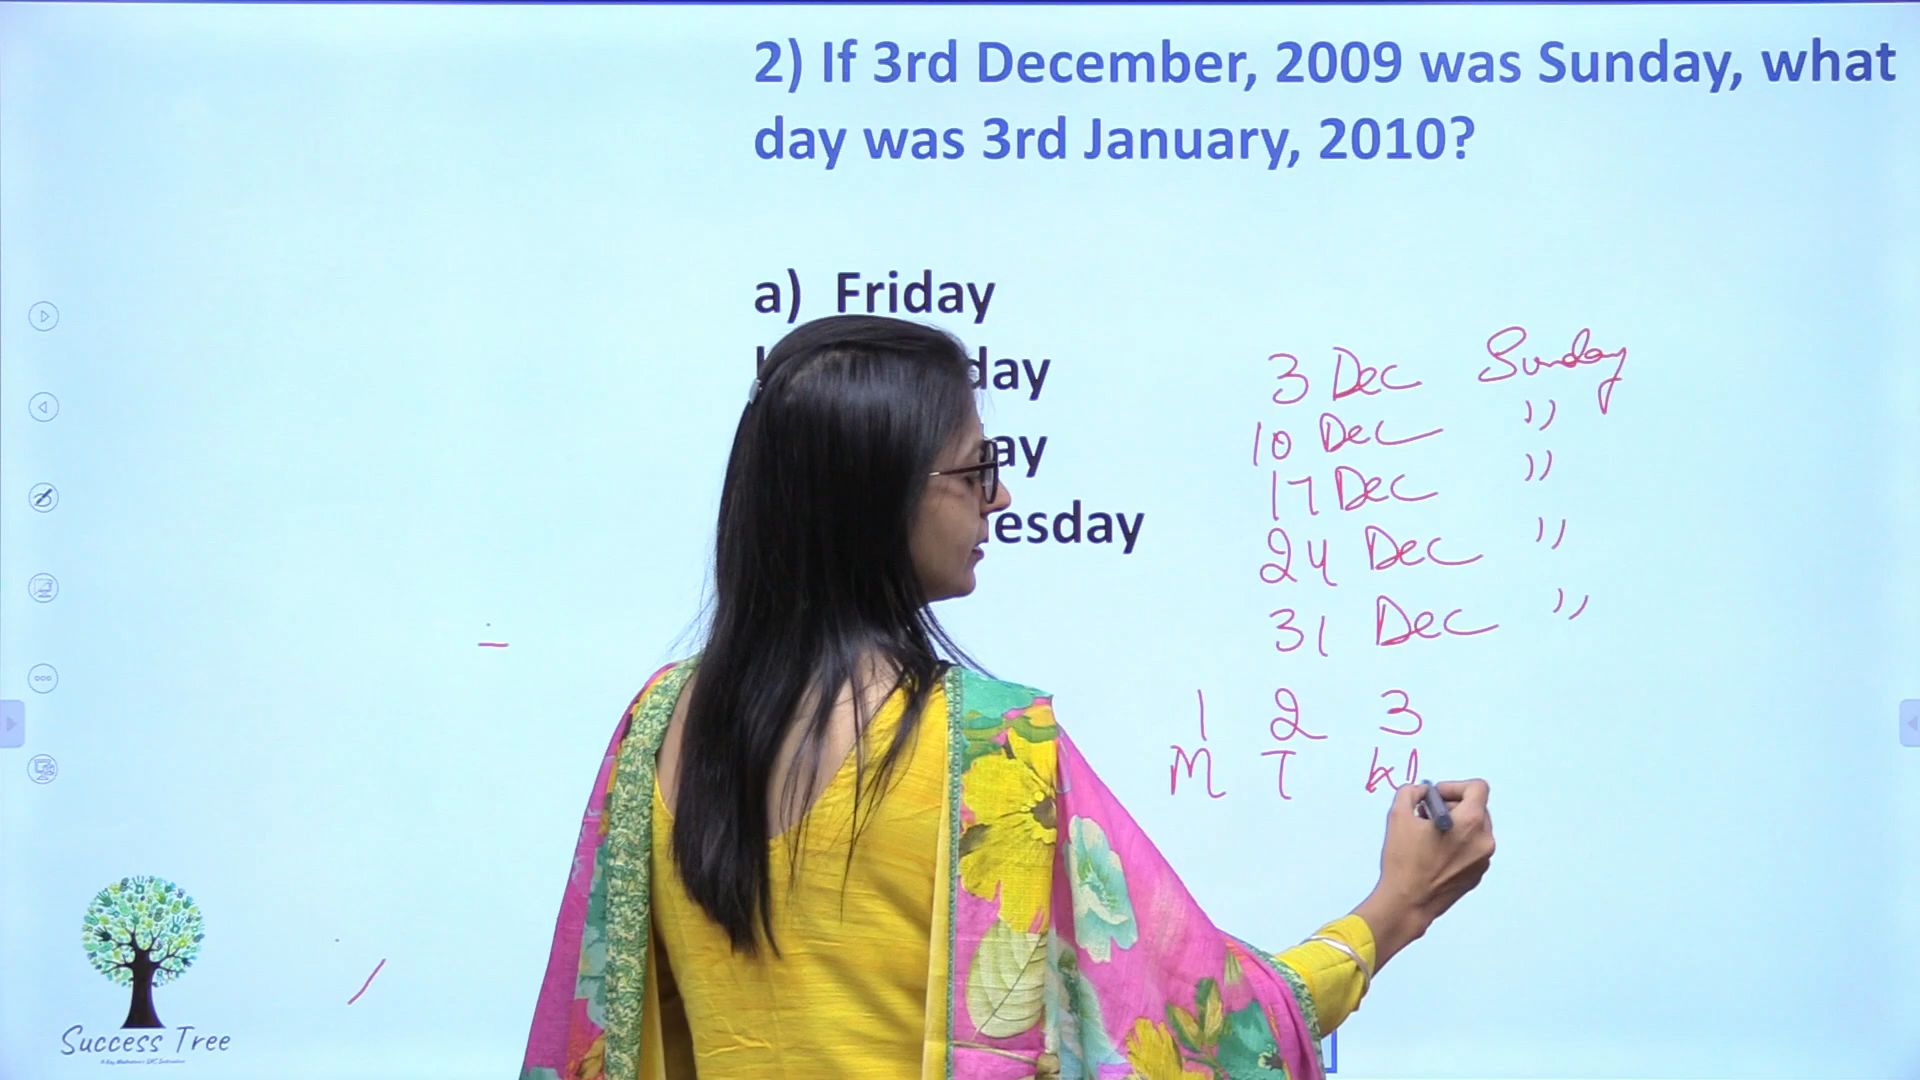 2) If 3rd December, 2009 was Sunday, what
day was 3rd January, 2010?
a) Friday
day
ay
esday
3 Dec Sunday
10 Dec "
17 Dec "
24 Dec "
31 Dec "
1 2 3
M T W
Success Tree